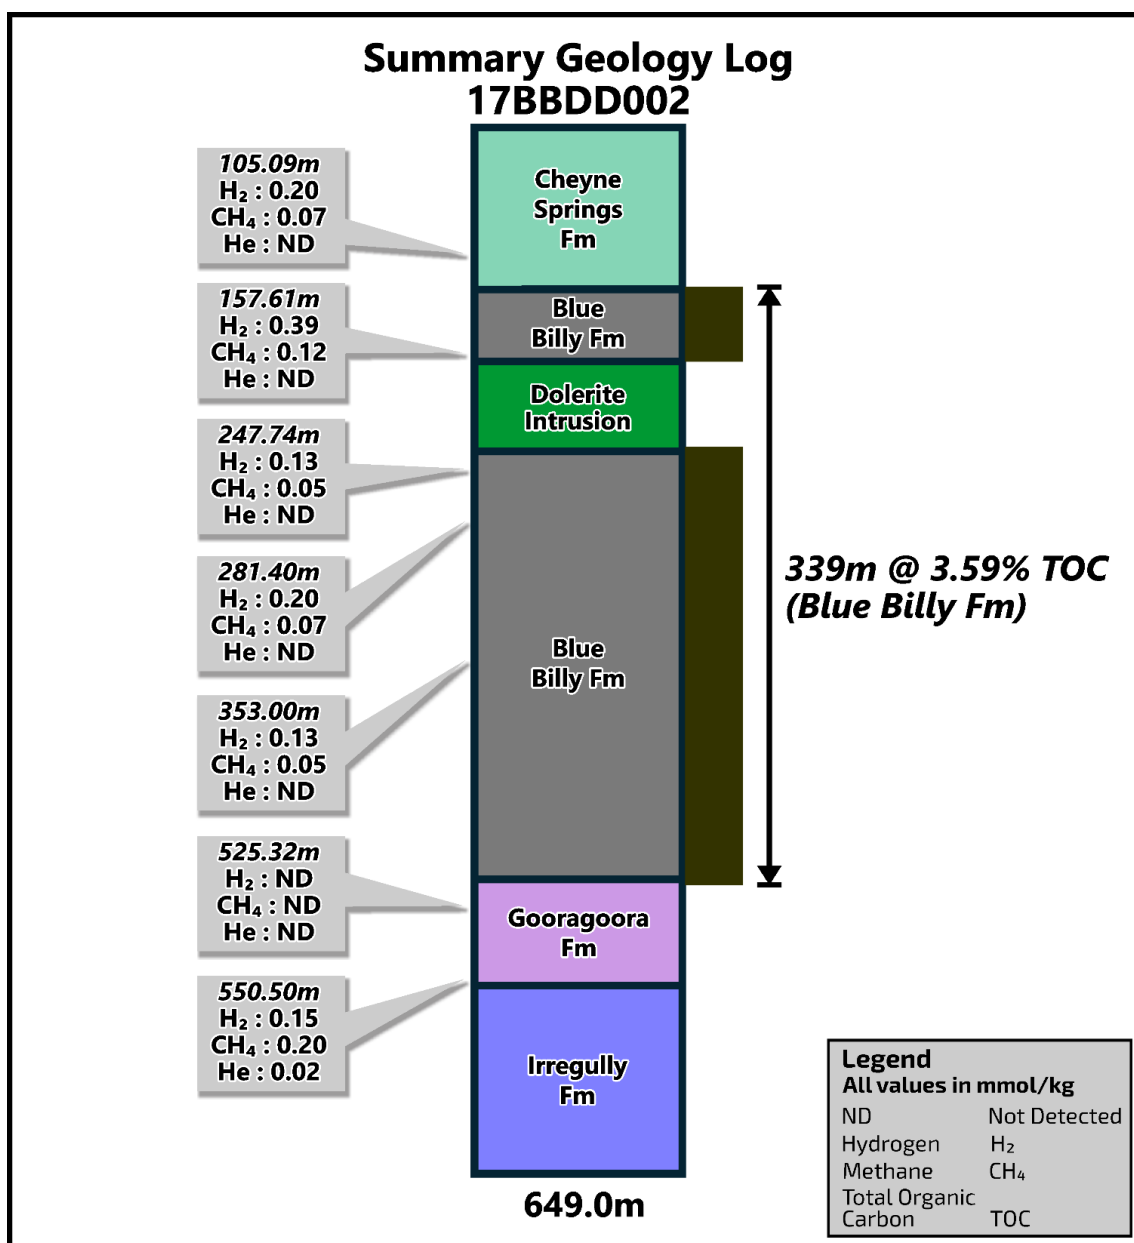 Summary Geology Log
17BBDD002
105.09m
H₂ : 0.20
CH₄ : 0.07
He : ND
157.61m
H₂ : 0.39
CH₄ : 0.12
He : ND
247.74m
H₂ : 0.13
CH₄ : 0.05
He : ND
281.40m
H₂ : 0.20
CH₄ : 0.07
He : ND
353.00m
H₂ : 0.13
CH₄ : 0.05
He : ND
525.32m
H₂ : ND
CH₄ : ND
He : ND
550.50m
H₂ : 0.15
CH₄ : 0.20
He : 0.02
Cheyne
Springs
Fm
Blue
Billy Fm
Dolerite
Intrusion
Blue
Billy Fm
Gooragoora
Fm
Irregully
Fm
649.0m
339m @ 3.59% TOC
(Blue Billy Fm)
Legend
All values in mmol/kg
ND Not Detected
Hydrogen H₂
Methane CH₄
Total Organic
Carbon TOC